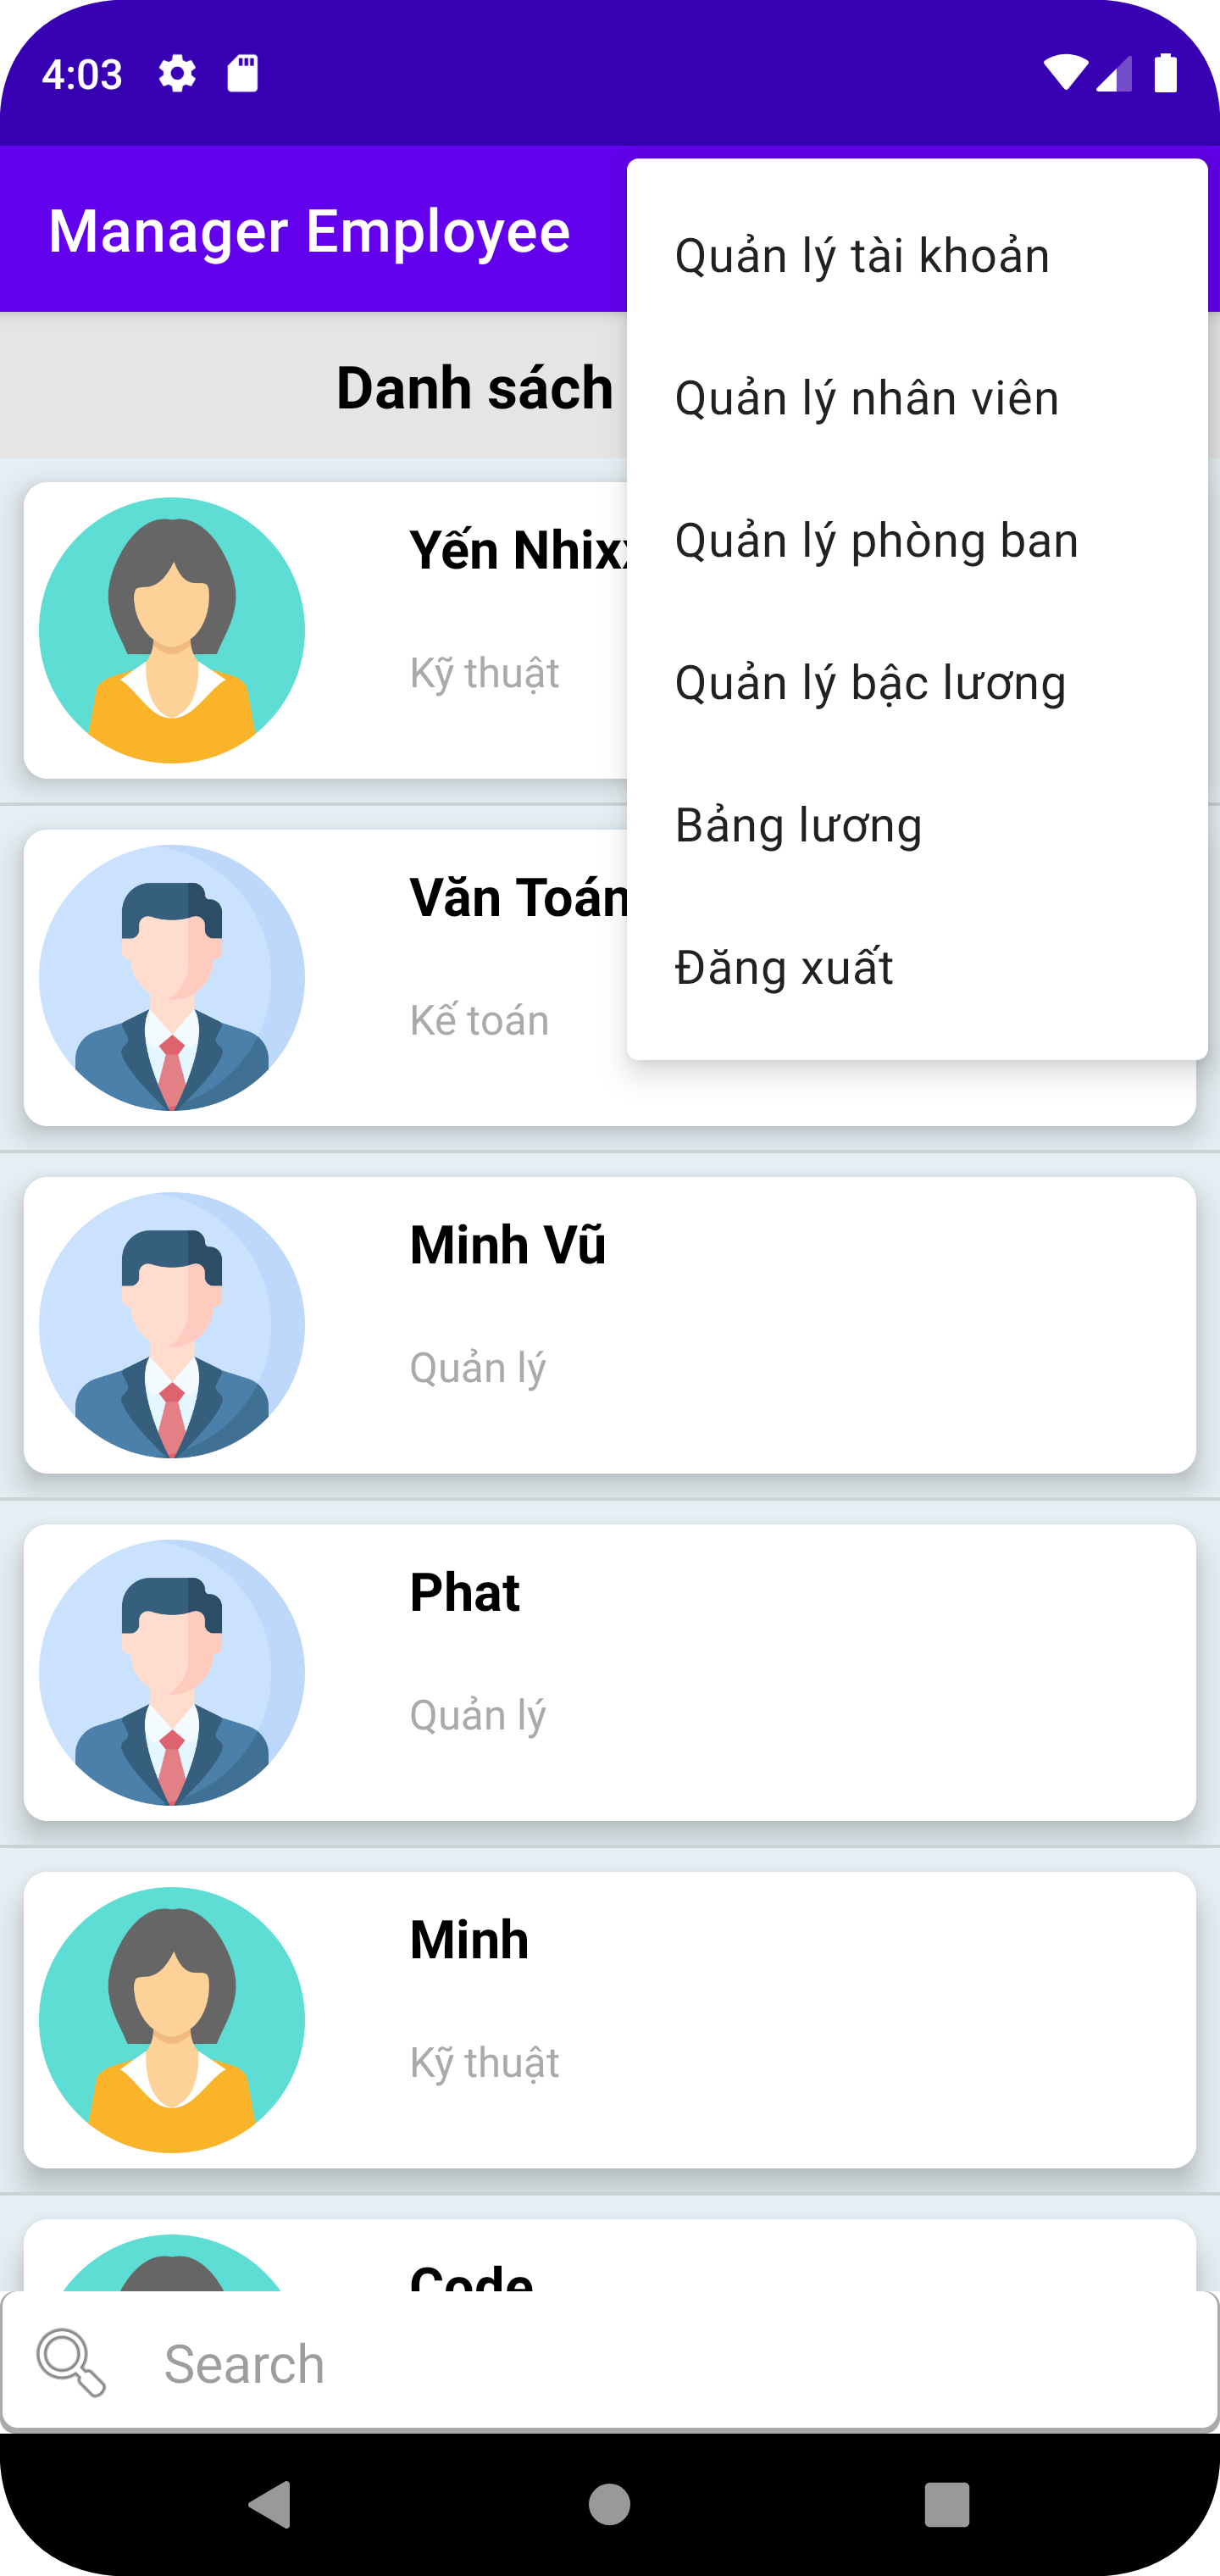 4:03
Manager Employee
Quản lý tài khoản
Quản lý nhân viên
Quản lý phòng ban
Quản lý bậc lương
Bảng lương
Đăng xuất
Danh sách
Yến Nhix
Kỹ thuật
Văn Toán
Kế toán
Minh Vũ
Quản lý
Phat
Quản lý
Minh
Kỹ thuật
Code
Search